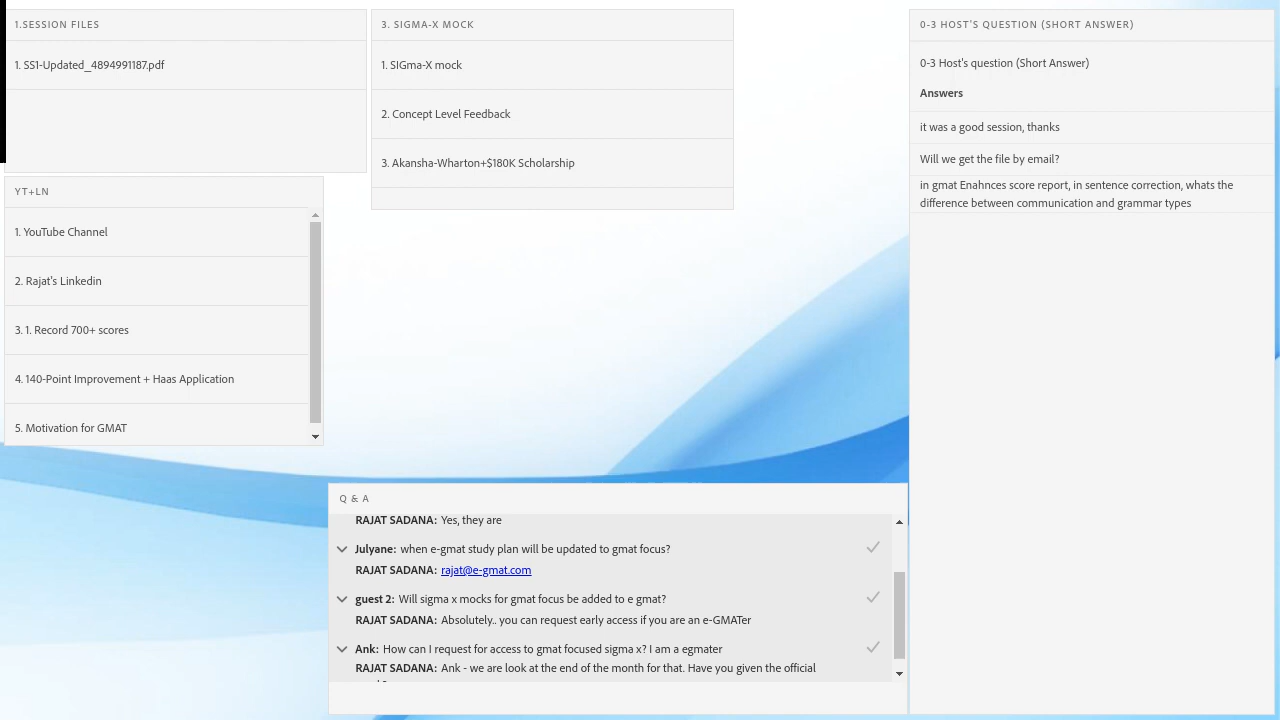 1.SESSION FILES
1. SS1-Updated_4894991187.pdf
3. SIGMA-X MOCK
1. SIGma-X mock
2. Concept Level Feedback
3. Akansha-Wharton+$180K Scholarship
YT+LN
1. YouTube Channel
2. Rajat's Linkedin
3. 1. Record 700+ scores
4. 140-Point Improvement + Haas Application
5. Motivation for GMAT
Q & A
RAJAT SADANA: Yes, they are
Julyane: when e-gmat study plan will be updated to gmat focus?
RAJAT SADANA: rajat@e-gmat.com
guest 2: Will sigma x mocks for gmat focus be added to e gmat?
RAJAT SADANA: Absolutely.. you can request early access if you are an e-GMATer
Ank: How can I request for access to gmat focused sigma x? I am a egmater
RAJAT SADANA: Ank - we are look at the end of the month for that. Have you given the official
0-3 HOST'S QUESTION (SHORT ANSWER)
0-3 Host's question (Short Answer)
Answers
it was a good session, thanks
Will we get the file by email?
in gmat Enahnces score report, in sentence correction, whats the
difference between communication and grammar types